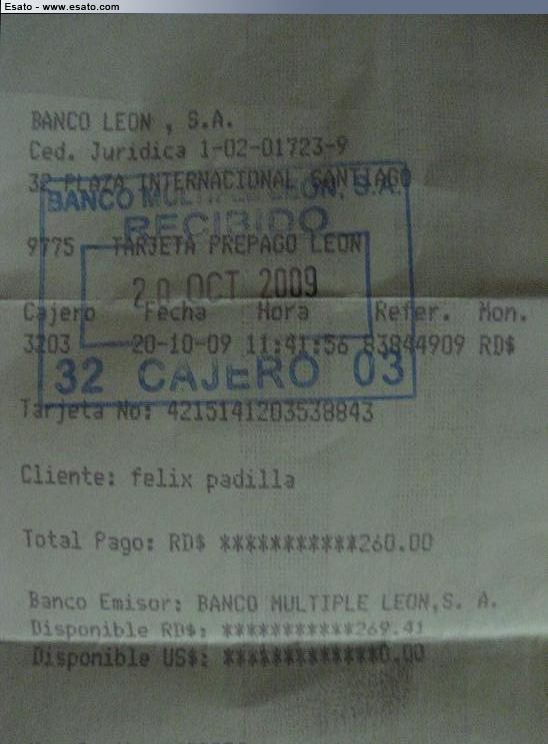 Esato - www.esato.com
BANCO LEON , S.A.
Ced. Juridica 1-02-01723-9
32 PLAZA INTERNACIONAL SANTIAGO
BANCO MULTIPLE LEON, S.A.
RECIBIDO
9775 TARJETA PREPAGO LEON
20 OCT 2009
Cajero Fecha Hora Refer. Mon.
3203 20-10-09 11:41:56 83944909 RD$
32 CAJERO 03
Tarjeta No: 4215141203538843
Cliente: felix padilla
Total Pago: RD$ ************260.00
Banco Emisor: BANCO MULTIPLE LEON,S. A.
Disponible RD$: ************269.41
Disponible US$: **************0.00